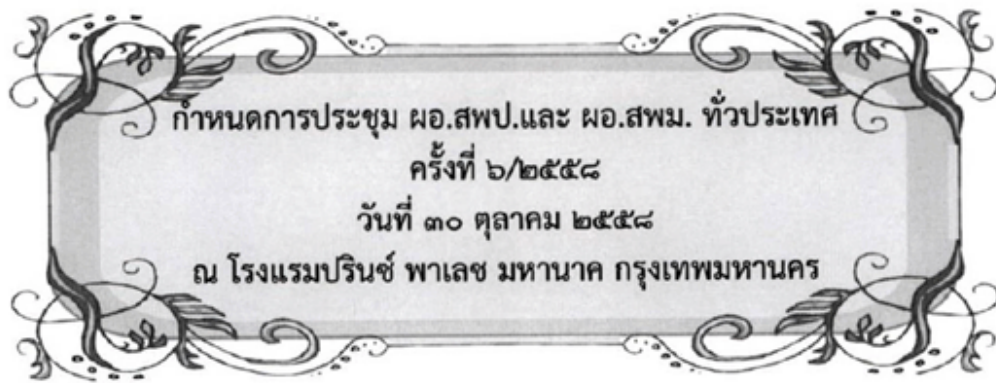 กำหนดการประชุม ผอ.สพป.และ ผอ.สพม. ทั่วประเทศ
ครั้งที่ ๖/๒๕๕๘
วันที่ ๓๐ ตุลาคม ๒๕๕๘
ณ โรงแรมปรินซ์ พาเลซ มหานาค กรุงเทพมหานคร